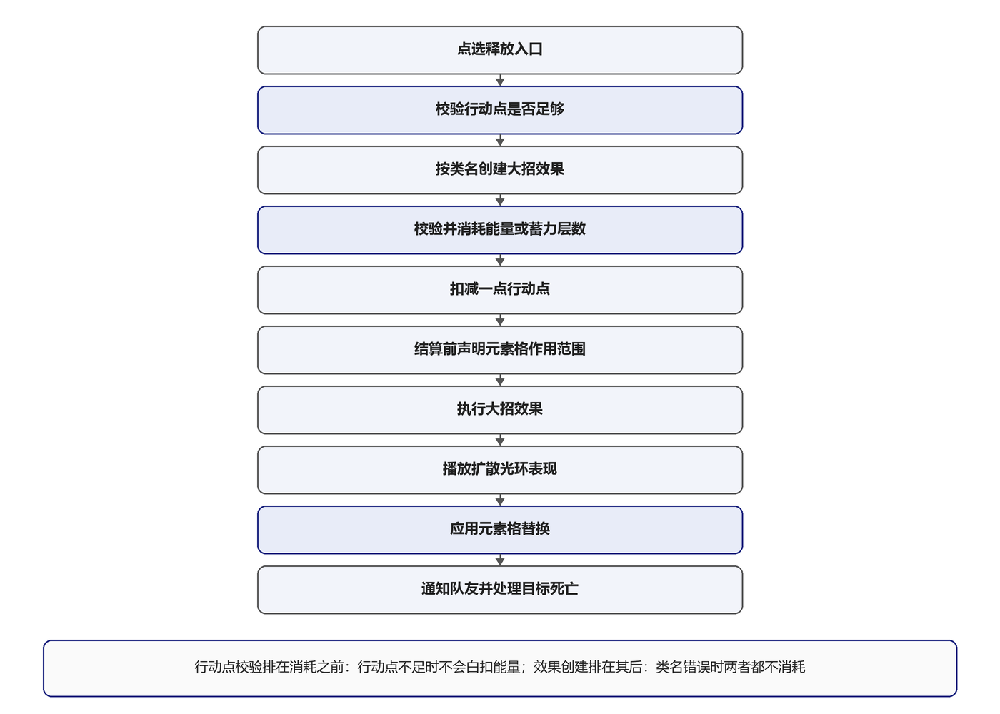 点选释放入口
校验行动点是否足够
按类名创建大招效果
校验并消耗能量或蓄力层数
扣减一点行动点
结算前声明元素格作用范围
执行大招效果
播放扩散光环表现
应用元素格替换
通知队友并处理目标死亡
行动点校验排在消耗之前：行动点不足时不会白扣能量；效果创建排在其后：类名错误时两者都不消耗